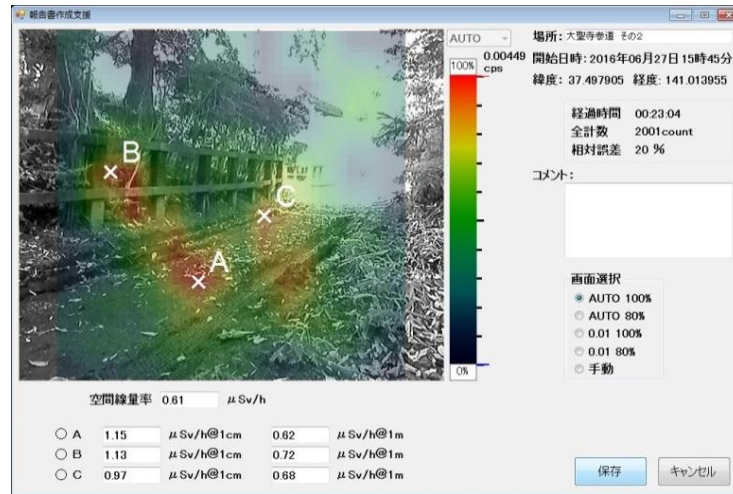 報告書作成支援
AUTO
場所: 大聖寺参道 その2
100%
0.00449
cps
開始日時: 2016年06月27日 15時45分
緯度: 37.497905 経度: 141.013955
経過時間 00:23:04
全計数 2001count
相対誤差 20 %
コメント:
B
C
A
画面選択
AUTO 100%
AUTO 80%
0.01 100%
0.01 80%
手動
0%
空間線量率 0.61 μSv/h
A 1.15 μSv/h@1cm 0.62 μSv/h@1m
B 1.13 μSv/h@1cm 0.72 μSv/h@1m
C 0.97 μSv/h@1cm 0.68 μSv/h@1m
保存 キャンセル